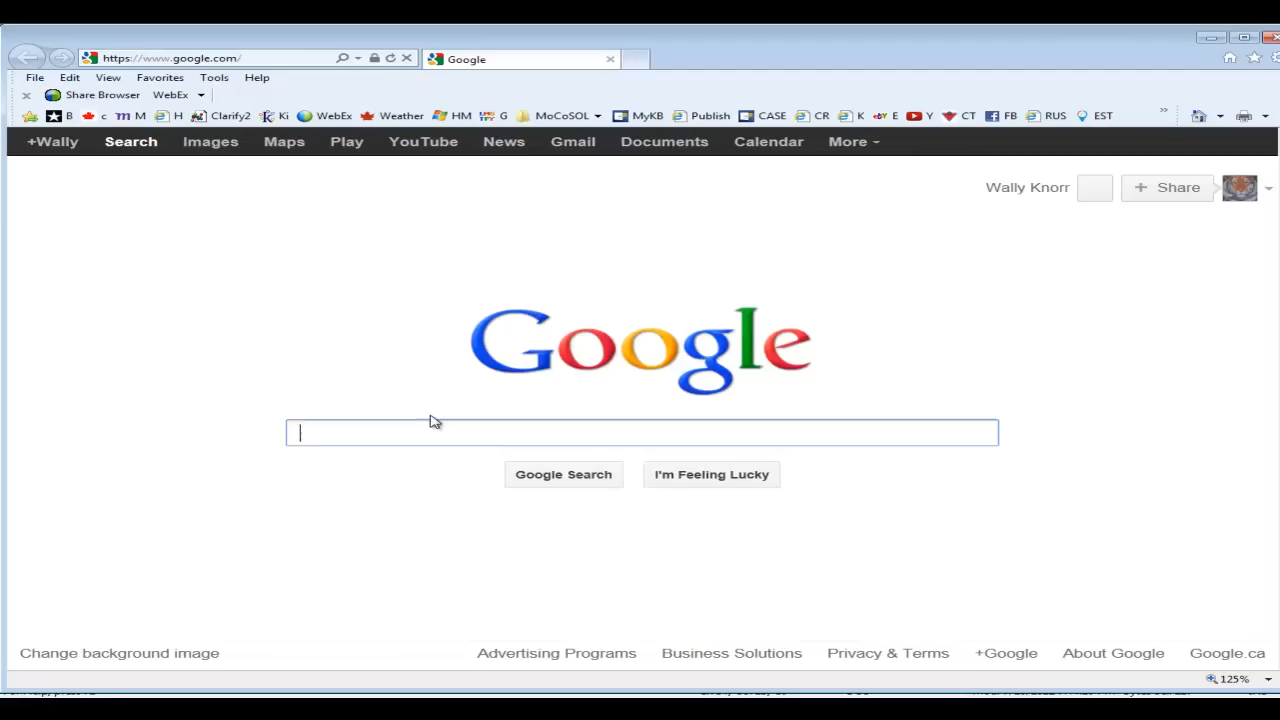 https://www.google.com/
Google
File Edit View Favorites Tools Help
Share Browser WebEx
B c M H Clarify2 Ki WebEx Weather HM G MoCoSOL MyKB Publish CASE CR K E Y CT FB RUS EST
+Wally Search Images Maps Play YouTube News Gmail Documents Calendar More
Wally Knorr + Share
Google
Google Search I'm Feeling Lucky
Change background image Advertising Programs Business Solutions Privacy & Terms +Google About Google Google.ca
125%